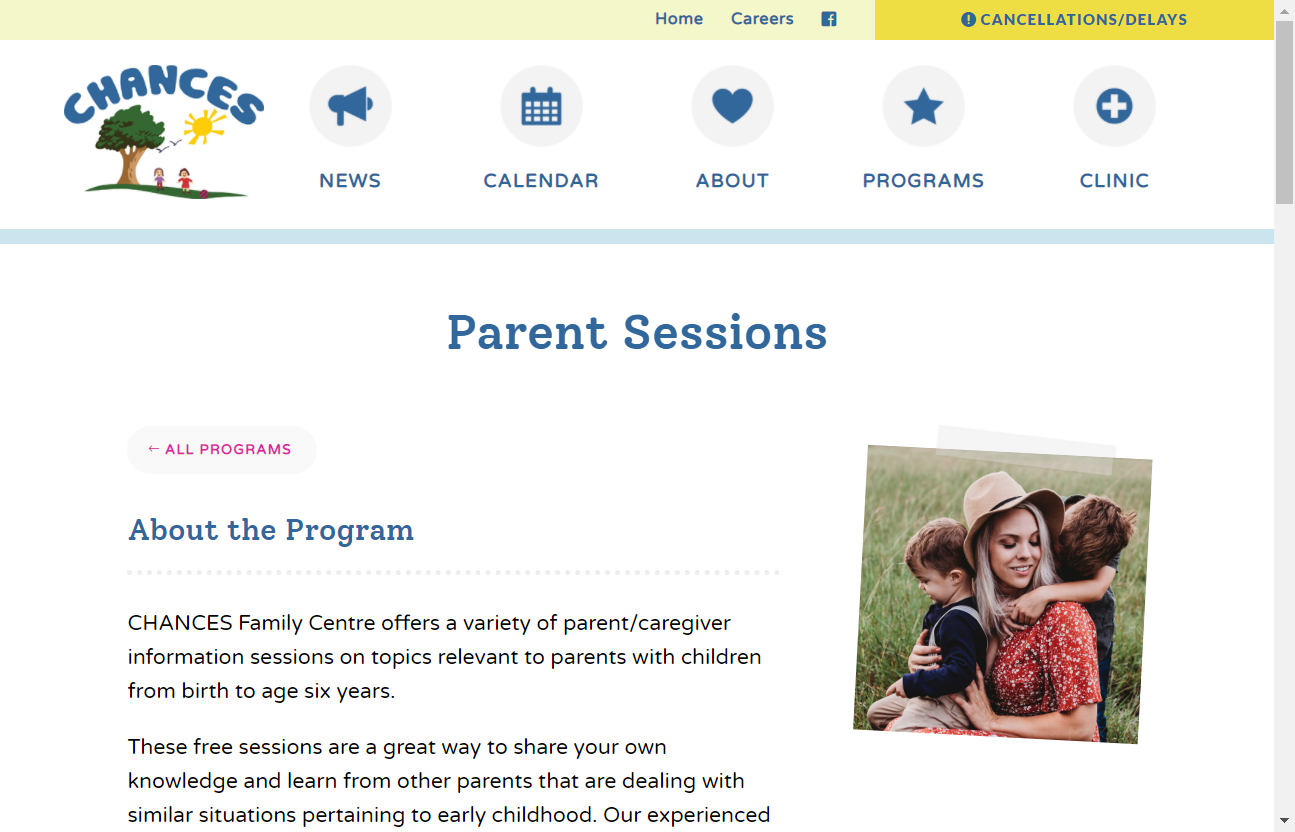 Home Careers CANCELLATIONS/DELAYS
CHANCES
NEWS CALENDAR ABOUT PROGRAMS CLINIC
Parent Sessions
← ALL PROGRAMS
About the Program
CHANCES Family Centre offers a variety of parent/caregiver
information sessions on topics relevant to parents with children
from birth to age six years.
These free sessions are a great way to share your own
knowledge and learn from other parents that are dealing with
similar situations pertaining to early childhood. Our experienced